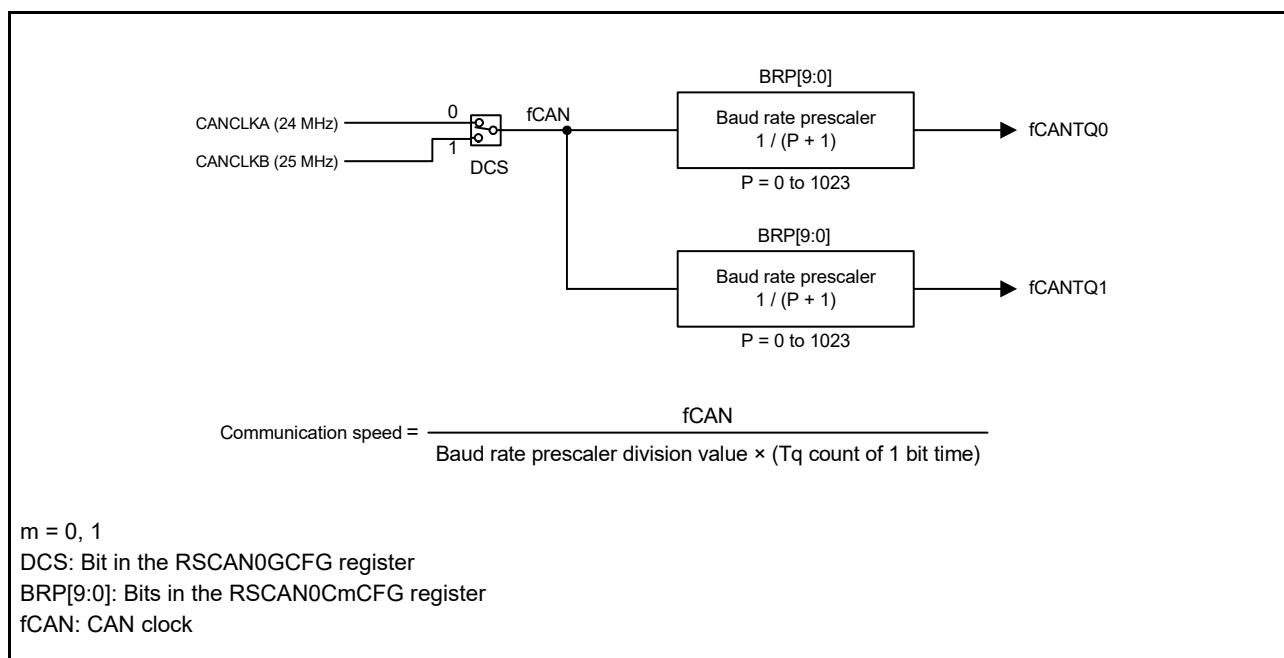 BRP[9:0]
CANCLKA (24 MHz)
0
fCAN
Baud rate prescaler
1 / (P + 1)
fCANTQ0
CANCLKB (25 MHz)
1
DCS
P = 0 to 1023
BRP[9:0]
Baud rate prescaler
1 / (P + 1)
fCANTQ1
P = 0 to 1023
fCAN
Communication speed =
Baud rate prescaler division value × (Tq count of 1 bit time)
m = 0, 1
DCS: Bit in the RSCAN0GCFG register
BRP[9:0]: Bits in the RSCAN0CmCFG register
fCAN: CAN clock